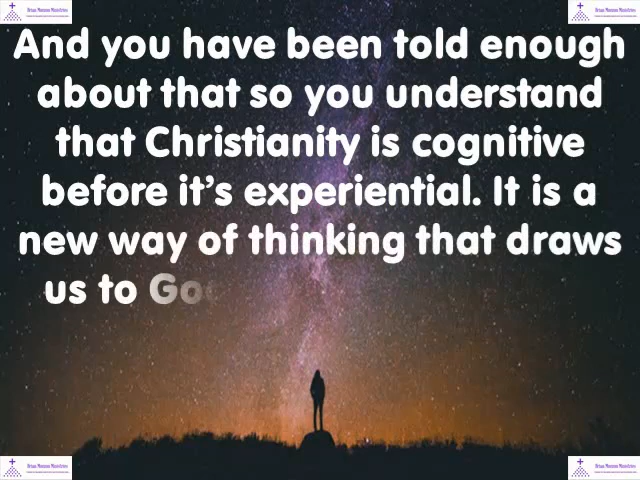 And you have been told enough
about that so you understand
that Christianity is cognitive
before it’s experiential. It is a
new way of thinking that draws
us to Go